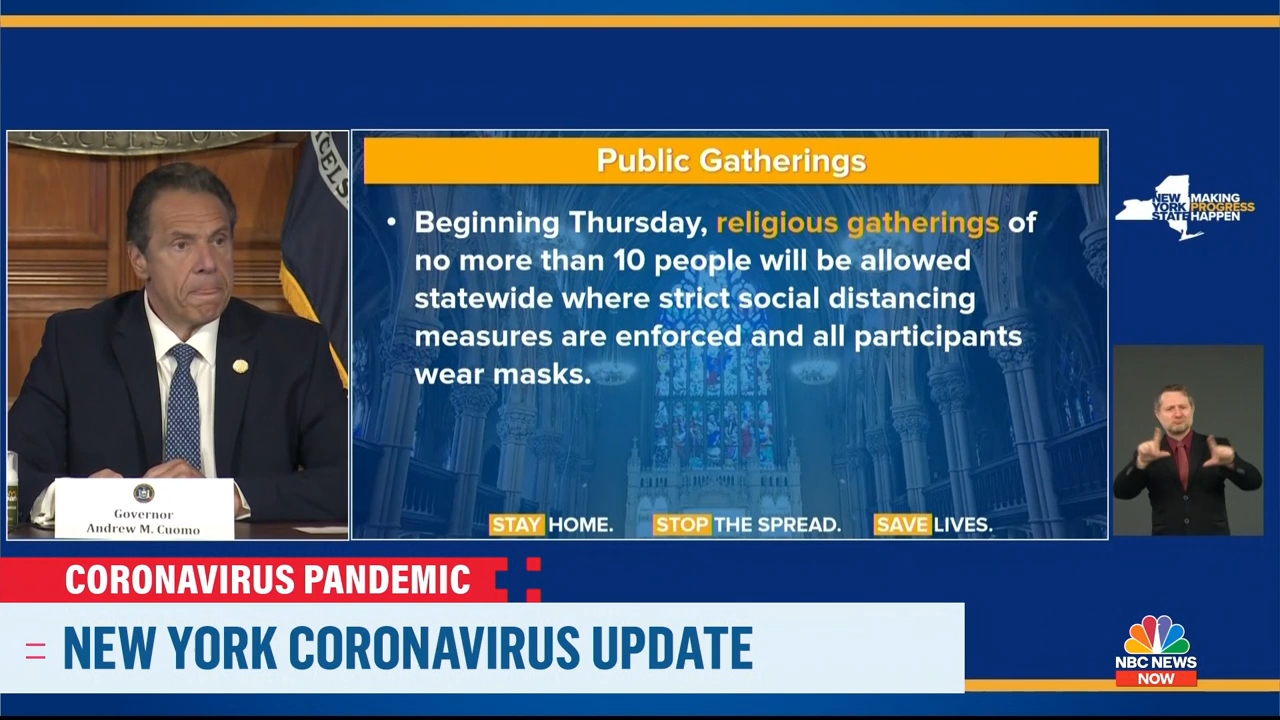 EXCELSIOR
EXCELS
Public Gatherings
• Beginning Thursday, religious gatherings of
no more than 10 people will be allowed
statewide where strict social distancing
measures are enforced and all participants
wear masks.
STAY HOME. STOP THE SPREAD. SAVE LIVES.
NEW
YORK
STATE
MAKING
PROGRESS
HAPPEN
Governor
Andrew M. Cuomo
CORONAVIRUS PANDEMIC
NEW YORK CORONAVIRUS UPDATE
NBC NEWS
NOW